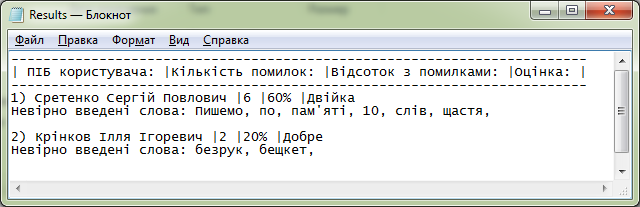 Results — Блокнот
Файл Правка Формат Вид Справка
-----------------------------------------------------------------------
| ПІБ користувача: |Кількість помилок: |Відсоток з помилками: |Оцінка: |
-----------------------------------------------------------------------
1) Сретенко Сергій Повлович |6 |60% |Двійка
Невірно введені слова: Пишемо, по, пам'яті, 10, слів, щастя,
2) Крінков Ілля Ігоревич |2 |20% |Добре
Невірно введені слова: безрук, бещкет,